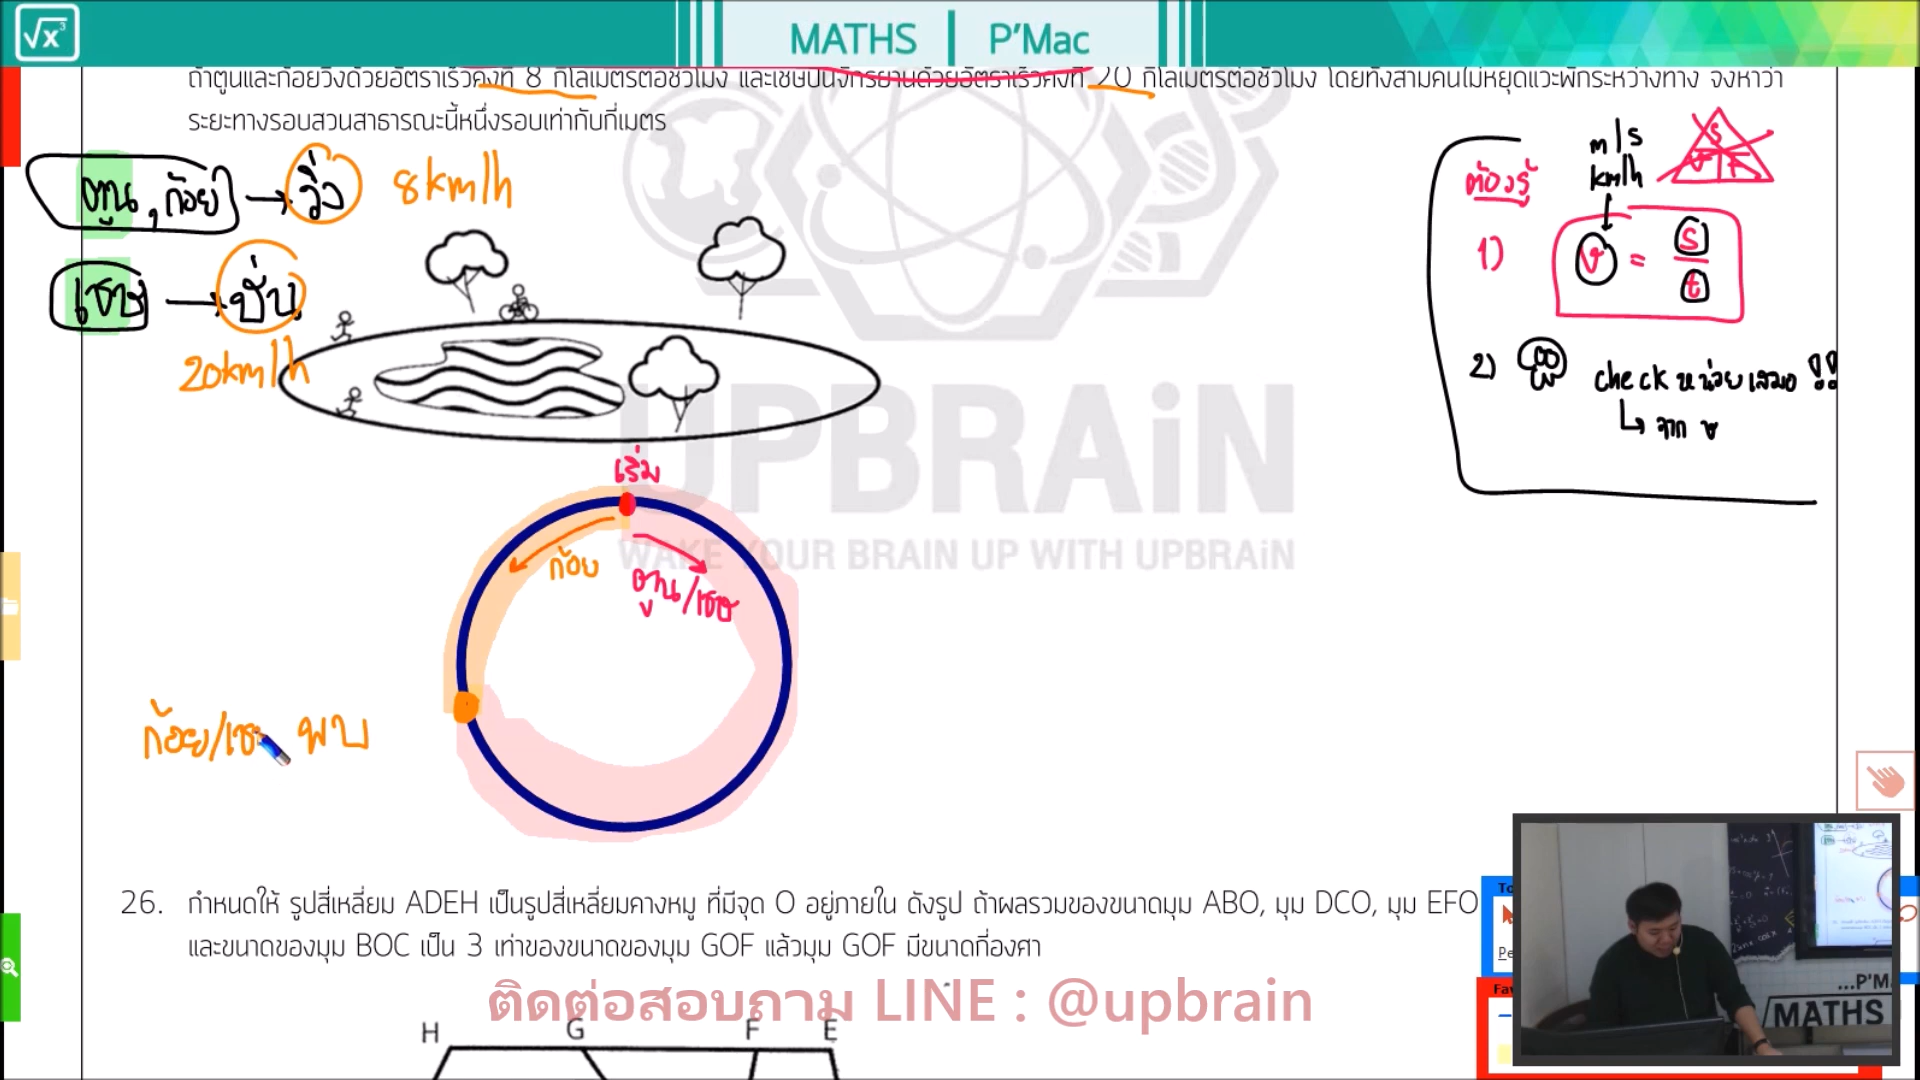 √x³
MATHS | P'Mac
ถ้าตูนและก้อยวิ่งด้วยอัตราเร็วคงที่ 8 กิโลเมตรต่อชั่วโมง และเชษปั่นจักรยานด้วยอัตราเร็วคงที่ 20 กิโลเมตรต่อชั่วโมง โดยทั้งสามคนไม่หยุดแวะพักระหว่างทาง จงหาว่า
ระยะทางรอบสวนสาธารณะนี้หนึ่งรอบเท่ากับกี่เมตร
ตูน, ก้อย → วิ่ง 8km/h
เชษ → ปั่น
20km/h
ต้องรู้
m/s
km/h
S
V T
1) v = s/t
2) check หน่วยเสมอ !!
จาก v
เริ่ม
ก้อย
ตูน/เชษ
ก้อย/เชษ พบ
UPBRAiN
WAKE YOUR BRAIN UP WITH UPBRAiN
26. กำหนดให้ รูปสี่เหลี่ยม ADEH เป็นรูปสี่เหลี่ยมคางหมู ที่มีจุด O อยู่ภายใน ดังรูป ถ้าผลรวมของขนาดมุม ABO, มุม DCO, มุม EFO
และขนาดของมุม BOC เป็น 3 เท่าของขนาดของมุม GOF แล้วมุม GOF มีขนาดกี่องศา
ติดต่อสอบถาม LINE : @upbrain
H G F E
To
Pe
Fav
...P'Ma
MATHS